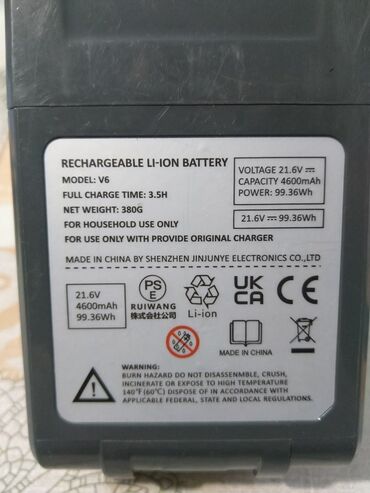 RECHARGEABLE LI-ION BATTERY
MODEL: V6
FULL CHARGE TIME: 3.5H
NET WEIGHT: 380G
FOR HOUSEHOLD USE ONLY
FOR USE ONLY WITH PROVIDE ORIGINAL CHARGER
VOLTAGE 21.6V
CAPACITY 4600mAh
POWER: 99.36Wh
21.6V 99.36Wh
MADE IN CHINA BY SHENZHEN JINJUNYE ELECTRONICS CO.,LTD
21.6V
4600mAh
99.36Wh
PS
E
RUIWANG
株式会社公司
Li-ion
UK
CA
CE
MADE IN CHINA
WARNING:
BURN HAZARD DO NOT DISASSENMBLE, CRUSH,
INCINERATE OR EXPOSE TO HIGH TEMPERATURE
140°F(60°C) DISCARD IN ACCORDANCE WITH
APPLICABLE FEDERAL, STATE AND LOCAL REGULATIONS.